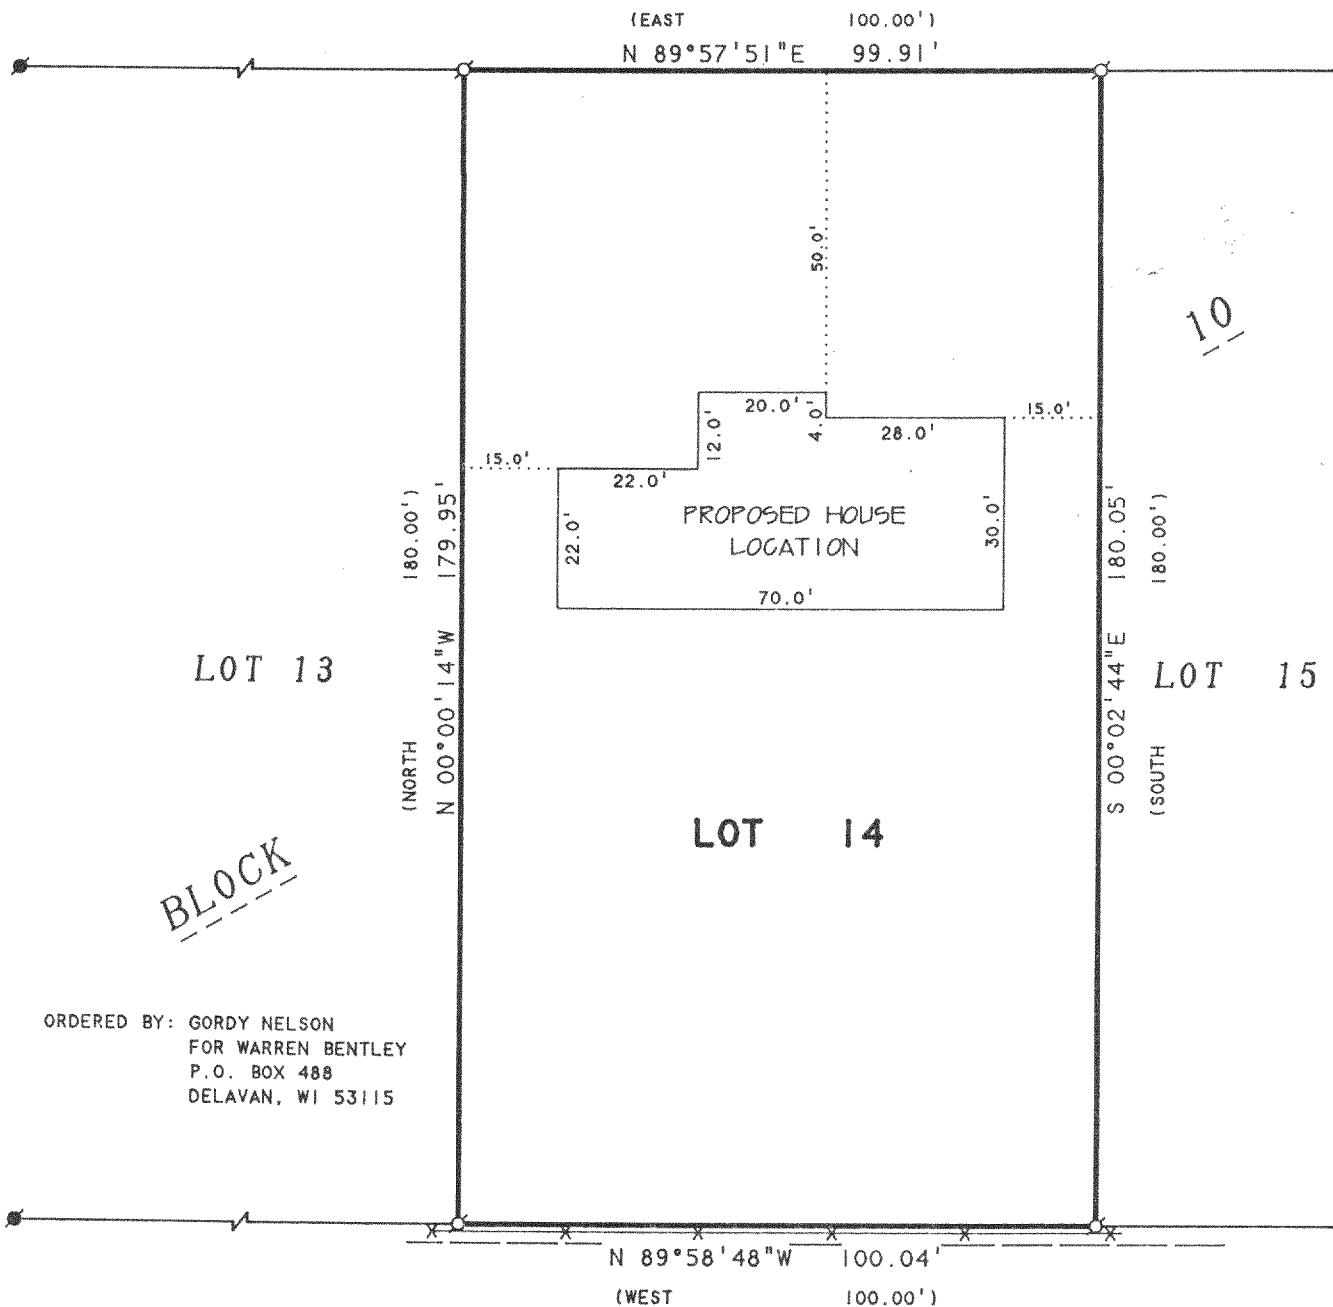 (EAST 100.00')
N 89°57'51"E 99.91'
50.0'
10
20.0'
4.0'
15.0'
12.0'
28.0'
15.0'
22.0'
(NORTH 180.00')
N 00°00'14"W 179.95'
22.0'
PROPOSED HOUSE
LOCATION
30.0'
S 00°02'44"E 180.05'
(SOUTH 180.00')
70.0'
LOT 13
LOT 15
LOT 14
BLOCK
ORDERED BY: GORDY NELSON
FOR WARREN BENTLEY
P.O. BOX 488
DELAVAN, WI 53115
N 89°58'48"W 100.04'
(WEST 100.00')